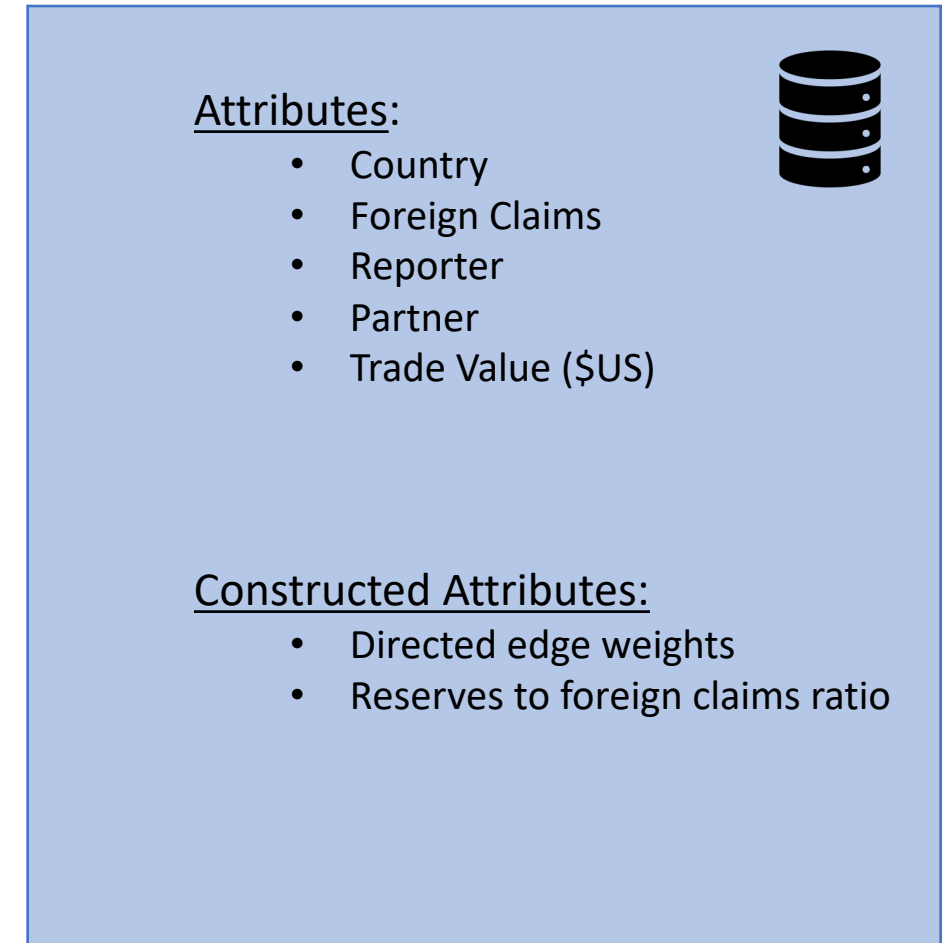 Attributes:
• Country
• Foreign Claims
• Reporter
• Partner
• Trade Value ($US)
Constructed Attributes:
• Directed edge weights
• Reserves to foreign claims ratio